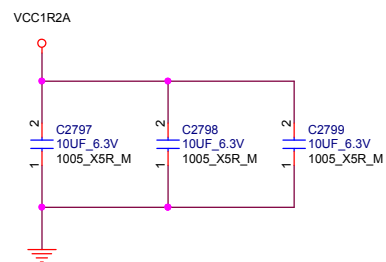 VCC1R2A
2
C2797
10UF_6.3V
1
1005_X5R_M
2
C2798
10UF_6.3V
1
1005_X5R_M
2
C2799
10UF_6.3V
1
1005_X5R_M